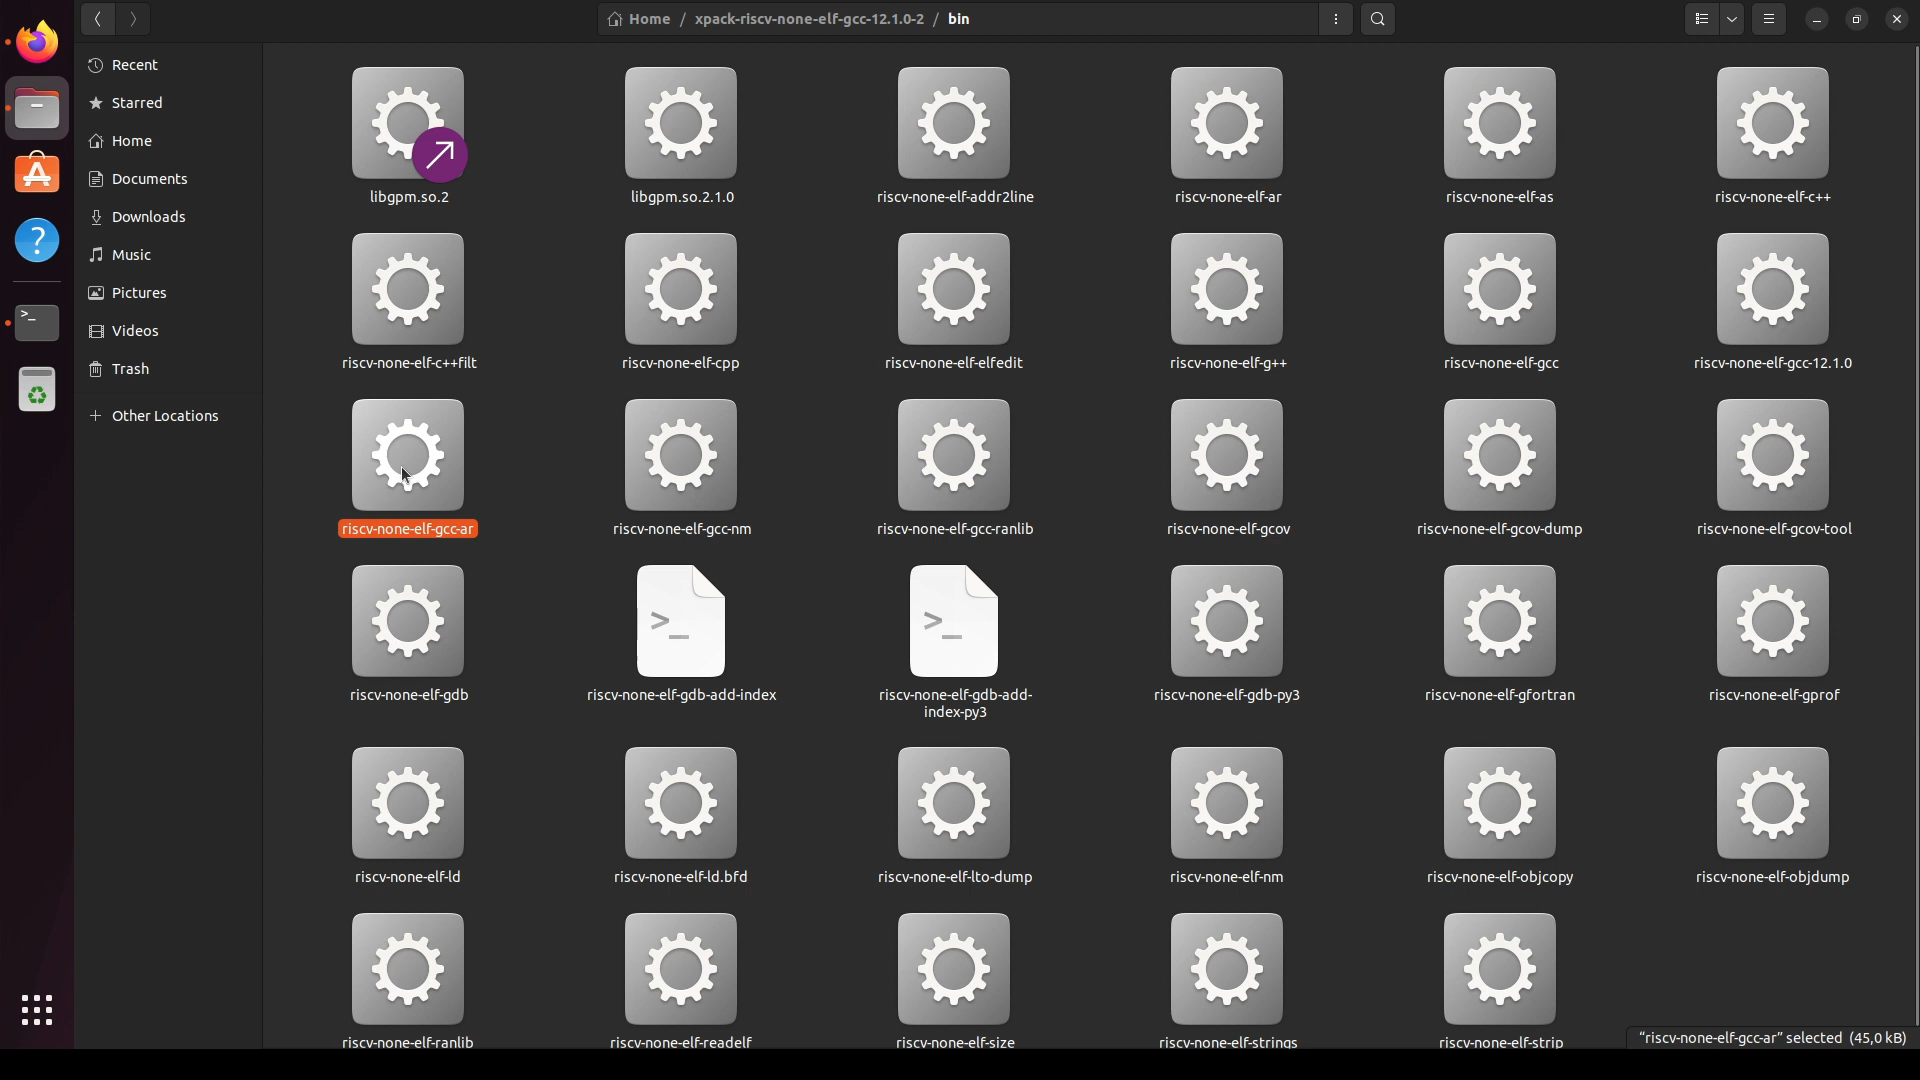 Home / xpack-riscv-none-elf-gcc-12.1.0-2 / bin
Recent
Starred
Home
Documents
Downloads
Music
Pictures
Videos
Trash
+ Other Locations
libgpm.so.2
libgpm.so.2.1.0
riscv-none-elf-addr2line
riscv-none-elf-ar
riscv-none-elf-as
riscv-none-elf-c++
riscv-none-elf-c++filt
riscv-none-elf-cpp
riscv-none-elf-elfedit
riscv-none-elf-g++
riscv-none-elf-gcc
riscv-none-elf-gcc-12.1.0
riscv-none-elf-gcc-ar
riscv-none-elf-gcc-nm
riscv-none-elf-gcc-ranlib
riscv-none-elf-gcov
riscv-none-elf-gcov-dump
riscv-none-elf-gcov-tool
riscv-none-elf-gdb
riscv-none-elf-gdb-add-index
riscv-none-elf-gdb-add-
index-py3
riscv-none-elf-gdb-py3
riscv-none-elf-gfortran
riscv-none-elf-gprof
riscv-none-elf-ld
riscv-none-elf-ld.bfd
riscv-none-elf-lto-dump
riscv-none-elf-nm
riscv-none-elf-objcopy
riscv-none-elf-objdump
riscv-none-elf-ranlib
riscv-none-elf-readelf
riscv-none-elf-size
riscv-none-elf-strings
riscv-none-elf-strip
“riscv-none-elf-gcc-ar” selected (45,0 kB)